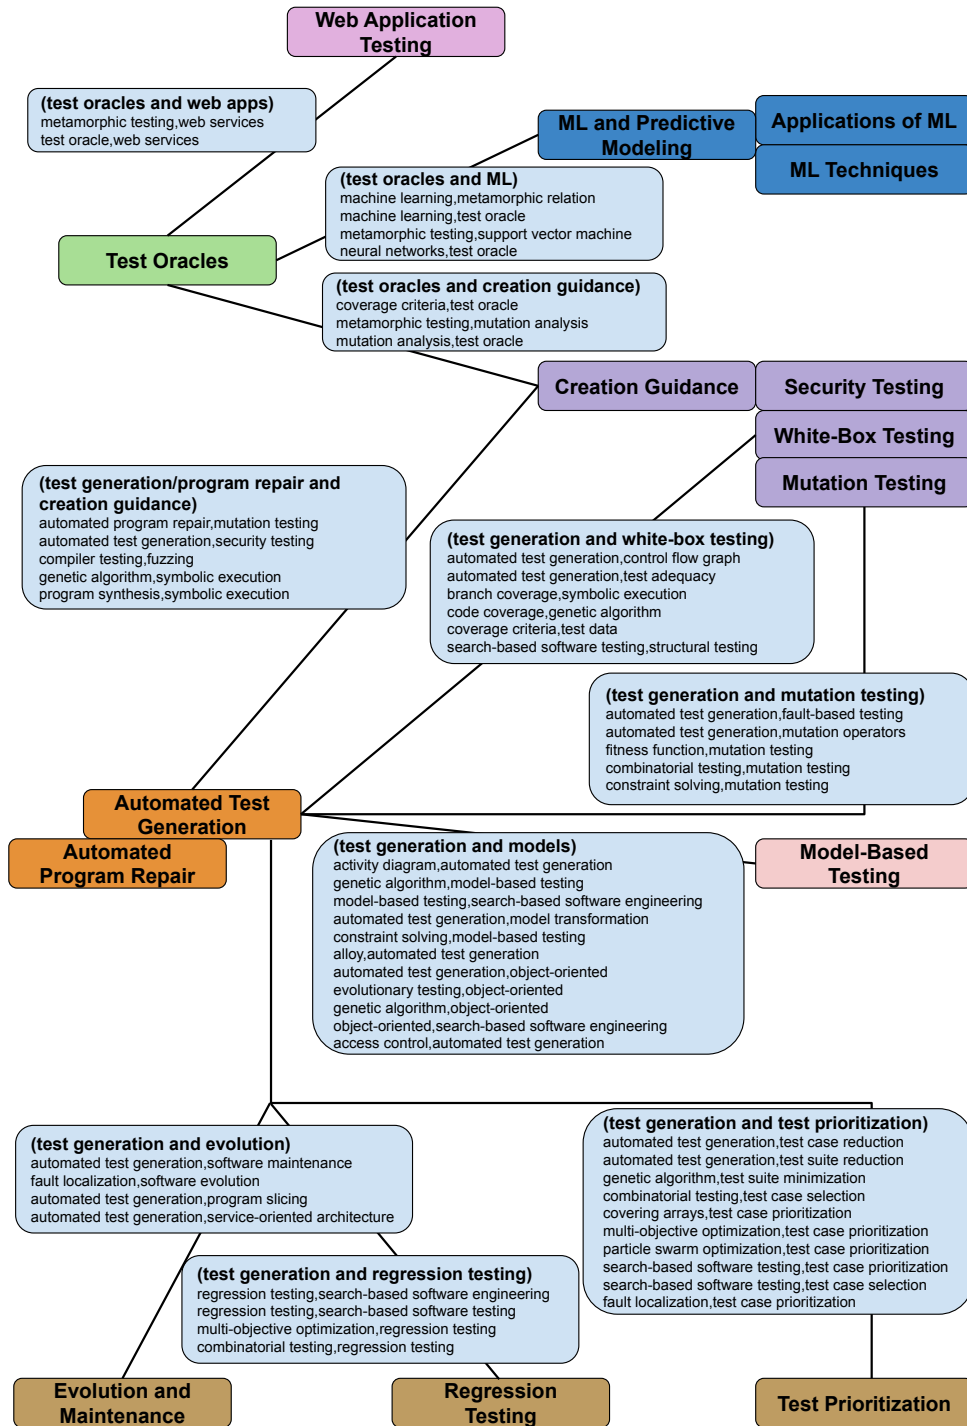 Web Application
Testing
(test oracles and web apps)
metamorphic testing,web services
test oracle,web services
ML and Predictive
Modeling
Applications of ML
ML Techniques
(test oracles and ML)
machine learning,metamorphic relation
machine learning,test oracle
metamorphic testing,support vector machine
neural networks,test oracle
Test Oracles
(test oracles and creation guidance)
coverage criteria,test oracle
metamorphic testing,mutation analysis
mutation analysis,test oracle
Creation Guidance
Security Testing
White-Box Testing
Mutation Testing
(test generation/program repair and
creation guidance)
automated program repair,mutation testing
automated test generation,security testing
compiler testing,fuzzing
genetic algorithm,symbolic execution
program synthesis,symbolic execution
(test generation and white-box testing)
automated test generation,control flow graph
automated test generation,test adequacy
branch coverage,symbolic execution
code coverage,genetic algorithm
coverage criteria,test data
search-based software testing,structural testing
(test generation and mutation testing)
automated test generation,fault-based testing
automated test generation,mutation operators
fitness function,mutation testing
combinatorial testing,mutation testing
constraint solving,mutation testing
Automated Test
Generation
Automated
Program Repair
(test generation and models)
activity diagram,automated test generation
genetic algorithm,model-based testing
model-based testing,search-based software engineering
automated test generation,model transformation
constraint solving,model-based testing
alloy,automated test generation
automated test generation,object-oriented
evolutionary testing,object-oriented
genetic algorithm,object-oriented
object-oriented,search-based software engineering
access control,automated test generation
Model-Based
Testing
(test generation and evolution)
automated test generation,software maintenance
fault localization,software evolution
automated test generation,program slicing
automated test generation,service-oriented architecture
(test generation and test prioritization)
automated test generation,test case reduction
automated test generation,test suite reduction
genetic algorithm,test suite minimization
combinatorial testing,test case selection
covering arrays,test case prioritization
multi-objective optimization,test case prioritization
particle swarm optimization,test case prioritization
search-based software testing,test case prioritization
search-based software testing,test case selection
fault localization,test case prioritization
(test generation and regression testing)
regression testing,search-based software engineering
regression testing,search-based software testing
multi-objective optimization,regression testing
combinatorial testing,regression testing
Evolution and
Maintenance
Regression
Testing
Test Prioritization